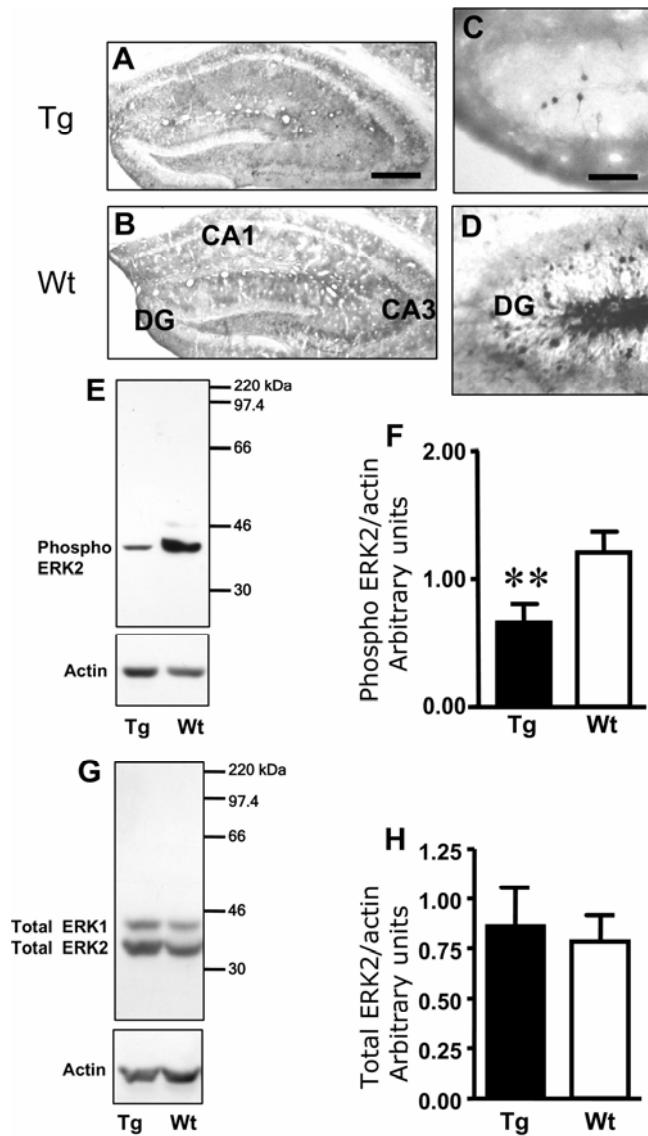 A
C
Tg
B
CA1
D
Wt
DG
CA3
DG
E
220 kDa
97.4
66
46
Phospho
ERK2
30
Actin
Tg Wt
F
Phospho ERK2/actin
Arbitrary units
2.00
1.00
0.00
**
Tg Wt
G
220 kDa
97.4
66
46
Total ERK1
Total ERK2
30
Actin
Tg Wt
H
Total ERK2/actin
Arbitrary units
1.25
1.00
0.75
0.50
0.25
0.00
Tg Wt